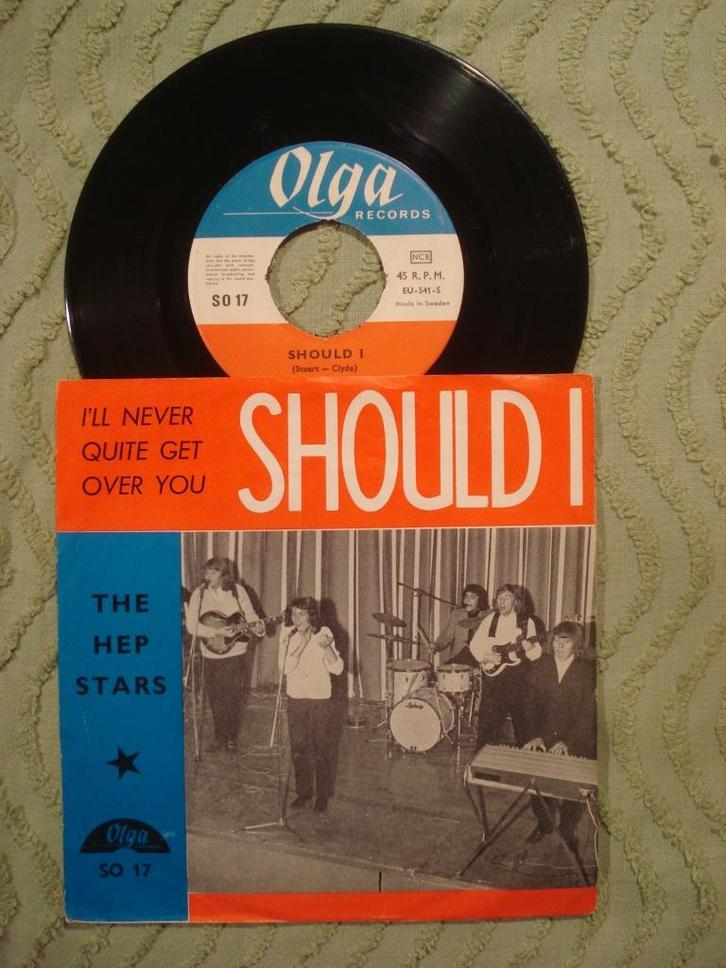 Olga
RECORDS
NCB
45 R.P.M.
EU-541-S
Made in Sweden
SO 17
SHOULD I
(Stuart — Clyde)
I'LL NEVER
QUITE GET
OVER YOU
SHOULD I
THE
HEP
STARS
Olga
SO 17
Ludwig